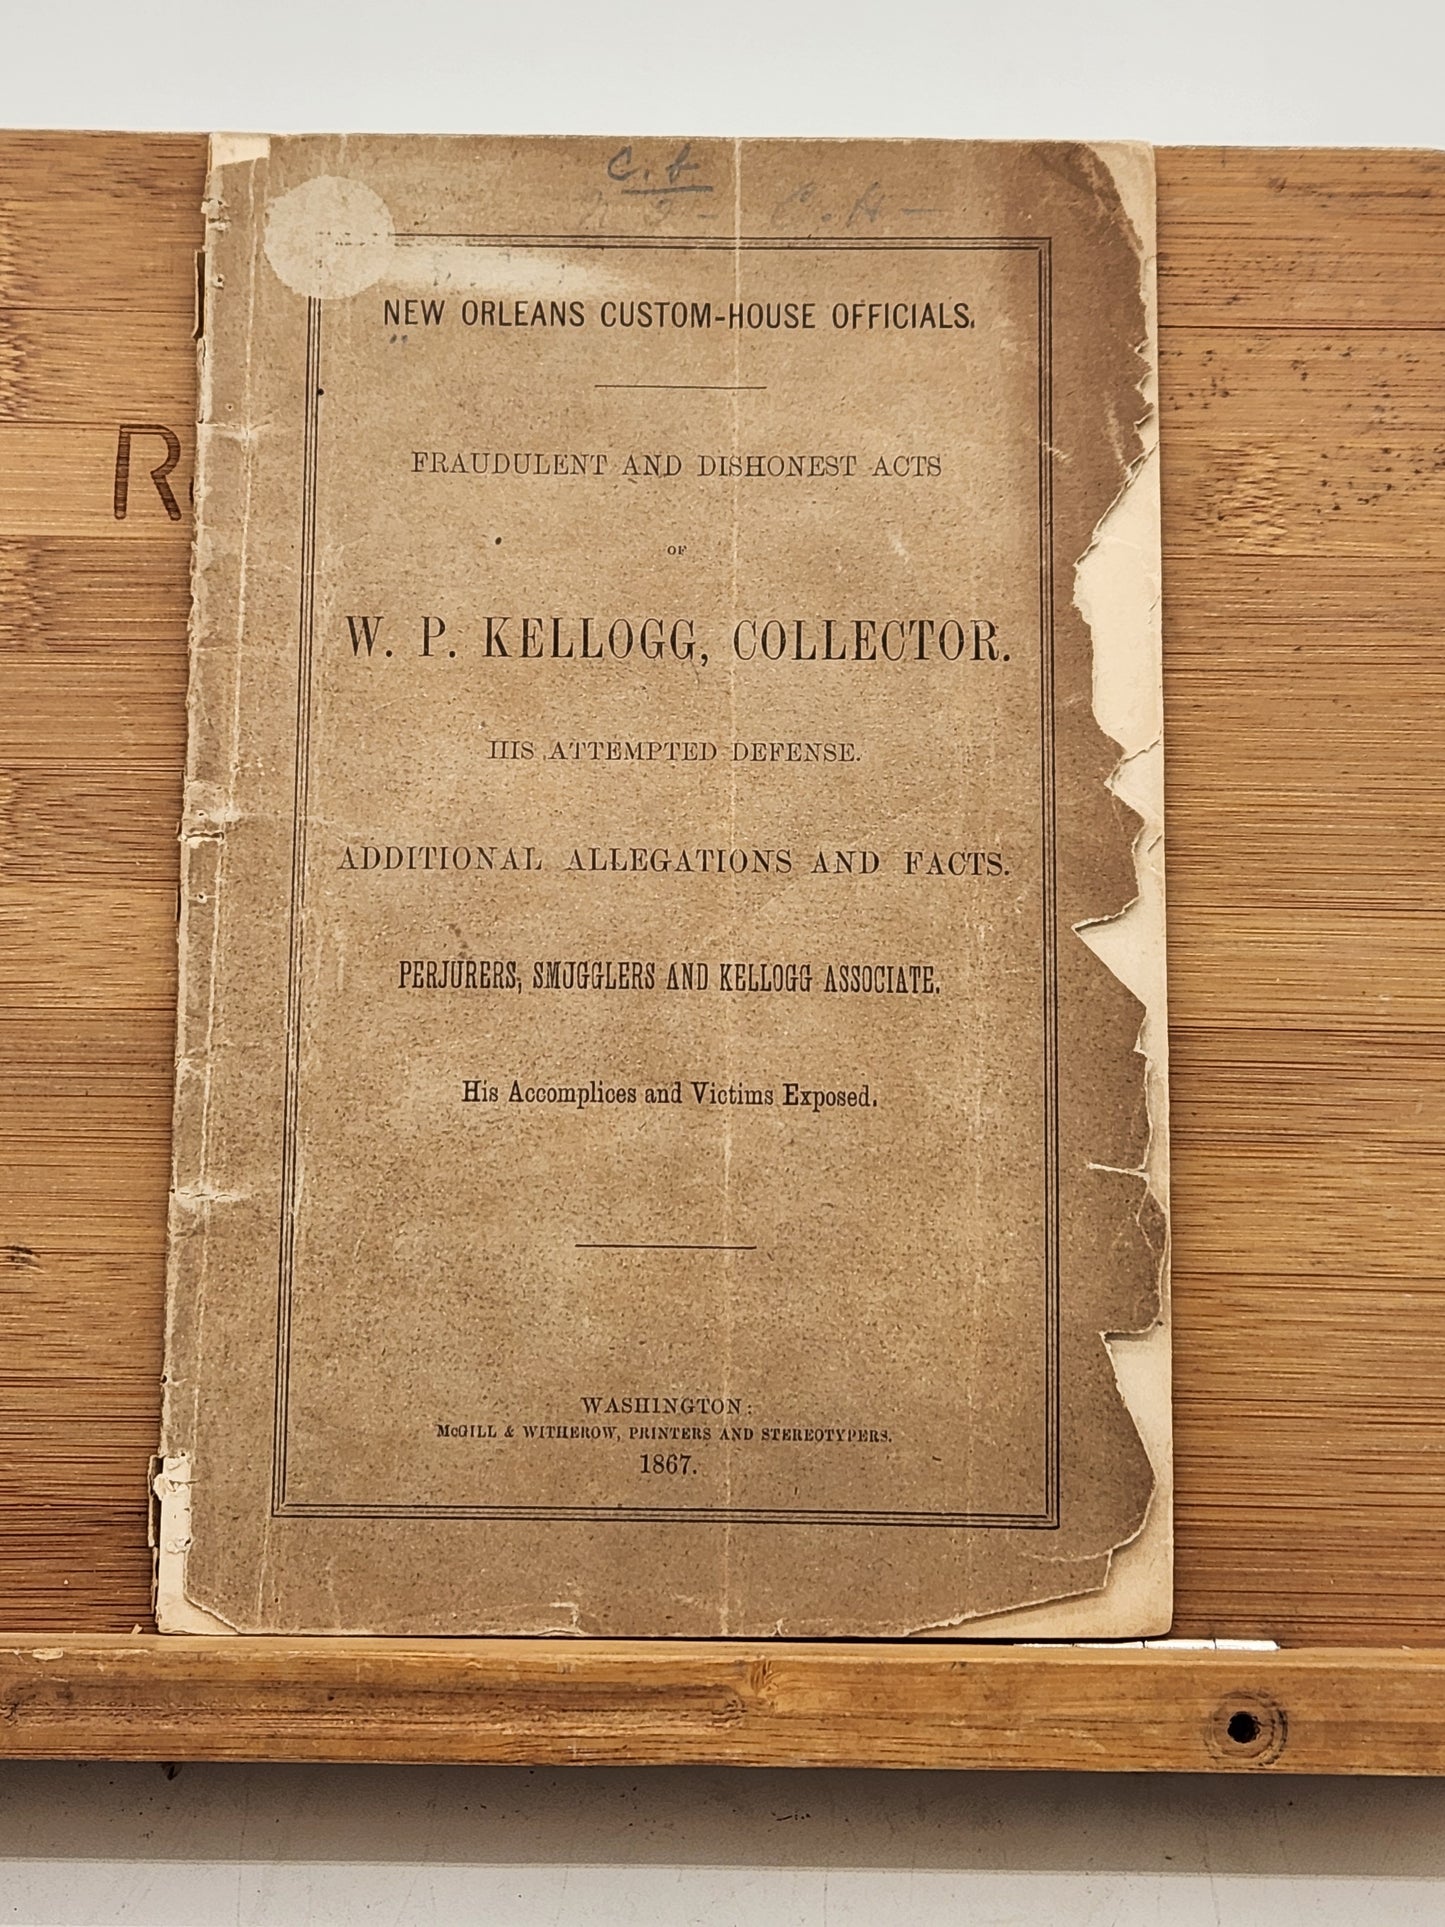 C. H -
NEW ORLEANS CUSTOM-HOUSE OFFICIALS.
FRAUDULENT AND DISHONEST ACTS
OF
W. P. KELLOGG, COLLECTOR.
HIS ATTEMPTED DEFENSE.
ADDITIONAL ALLEGATIONS AND FACTS.
PERJURERS, SMUGGLERS AND KELLOGG ASSOCIATE.
His Accomplices and Victims Exposed.
WASHINGTON:
McGILL & WITHEROW, PRINTERS AND STEREOTYPERS.
1867.
R